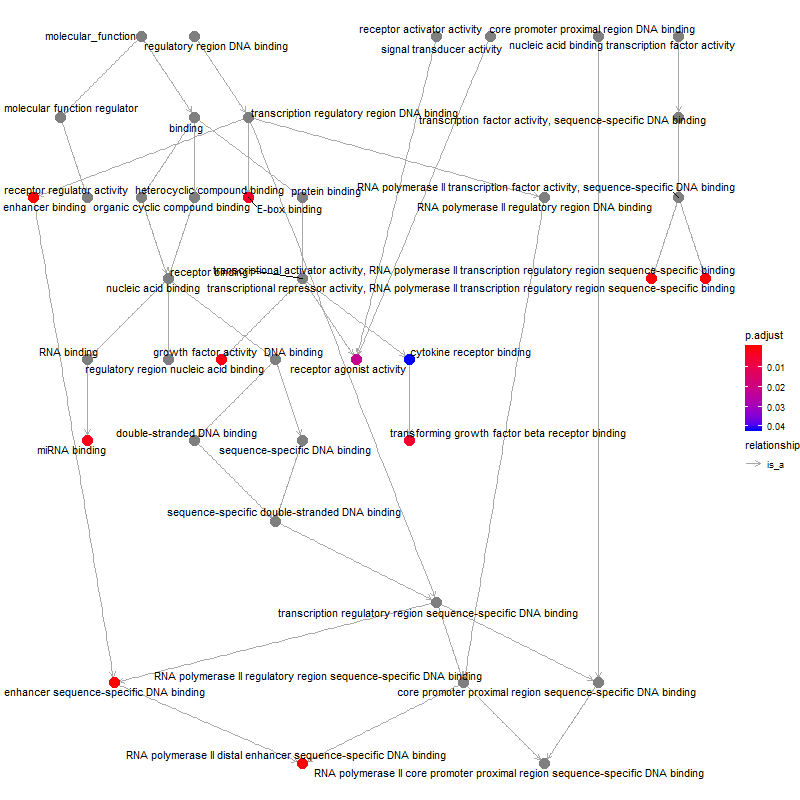 receptor activator activity
core promoter proximal region DNA binding
molecular_function
regulatory region DNA binding
signal transducer activity
nucleic acid binding transcription factor activity
molecular function regulator
transcription regulatory region DNA binding
transcription factor activity, sequence-specific DNA binding
binding
receptor regulator activity
heterocyclic compound binding
protein binding
RNA polymerase II transcription factor activity, sequence-specific DNA binding
enhancer binding
organic cyclic compound binding
E-box binding
RNA polymerase II regulatory region DNA binding
receptor binding
transcriptional activator activity, RNA polymerase II transcription regulatory region sequence-specific binding
nucleic acid binding
transcriptional repressor activity, RNA polymerase II transcription regulatory region sequence-specific binding
RNA binding
growth factor activity
DNA binding
cytokine receptor binding
regulatory region nucleic acid binding
receptor agonist activity
double-stranded DNA binding
transforming growth factor beta receptor binding
miRNA binding
sequence-specific DNA binding
sequence-specific double-stranded DNA binding
transcription regulatory region sequence-specific DNA binding
RNA polymerase II regulatory region sequence-specific DNA binding
enhancer sequence-specific DNA binding
core promoter proximal region sequence-specific DNA binding
RNA polymerase II distal enhancer sequence-specific DNA binding
RNA polymerase II core promoter proximal region sequence-specific DNA binding
p.adjust
0.01
0.02
0.03
0.04
relationship
is_a